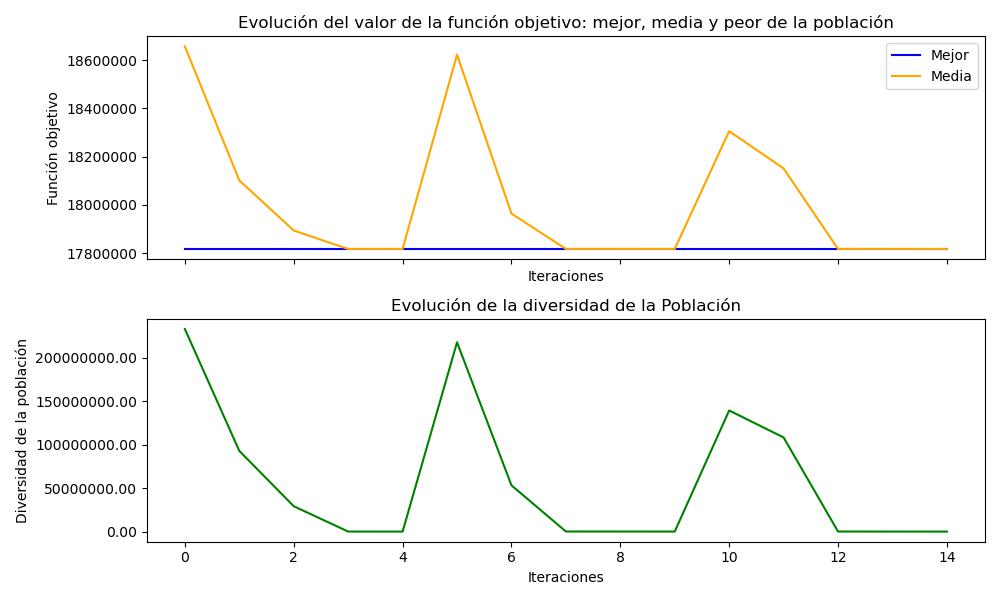 Evolución del valor de la función objetivo: mejor, media y peor de la población
Mejor
Media
18600000
18400000
18200000
18000000
17800000
Función objetivo
Iteraciones
Evolución de la diversidad de la Población
200000000.00
150000000.00
100000000.00
50000000.00
0.00
Diversidad de la población
0 2 4 6 8 10 12 14
Iteraciones